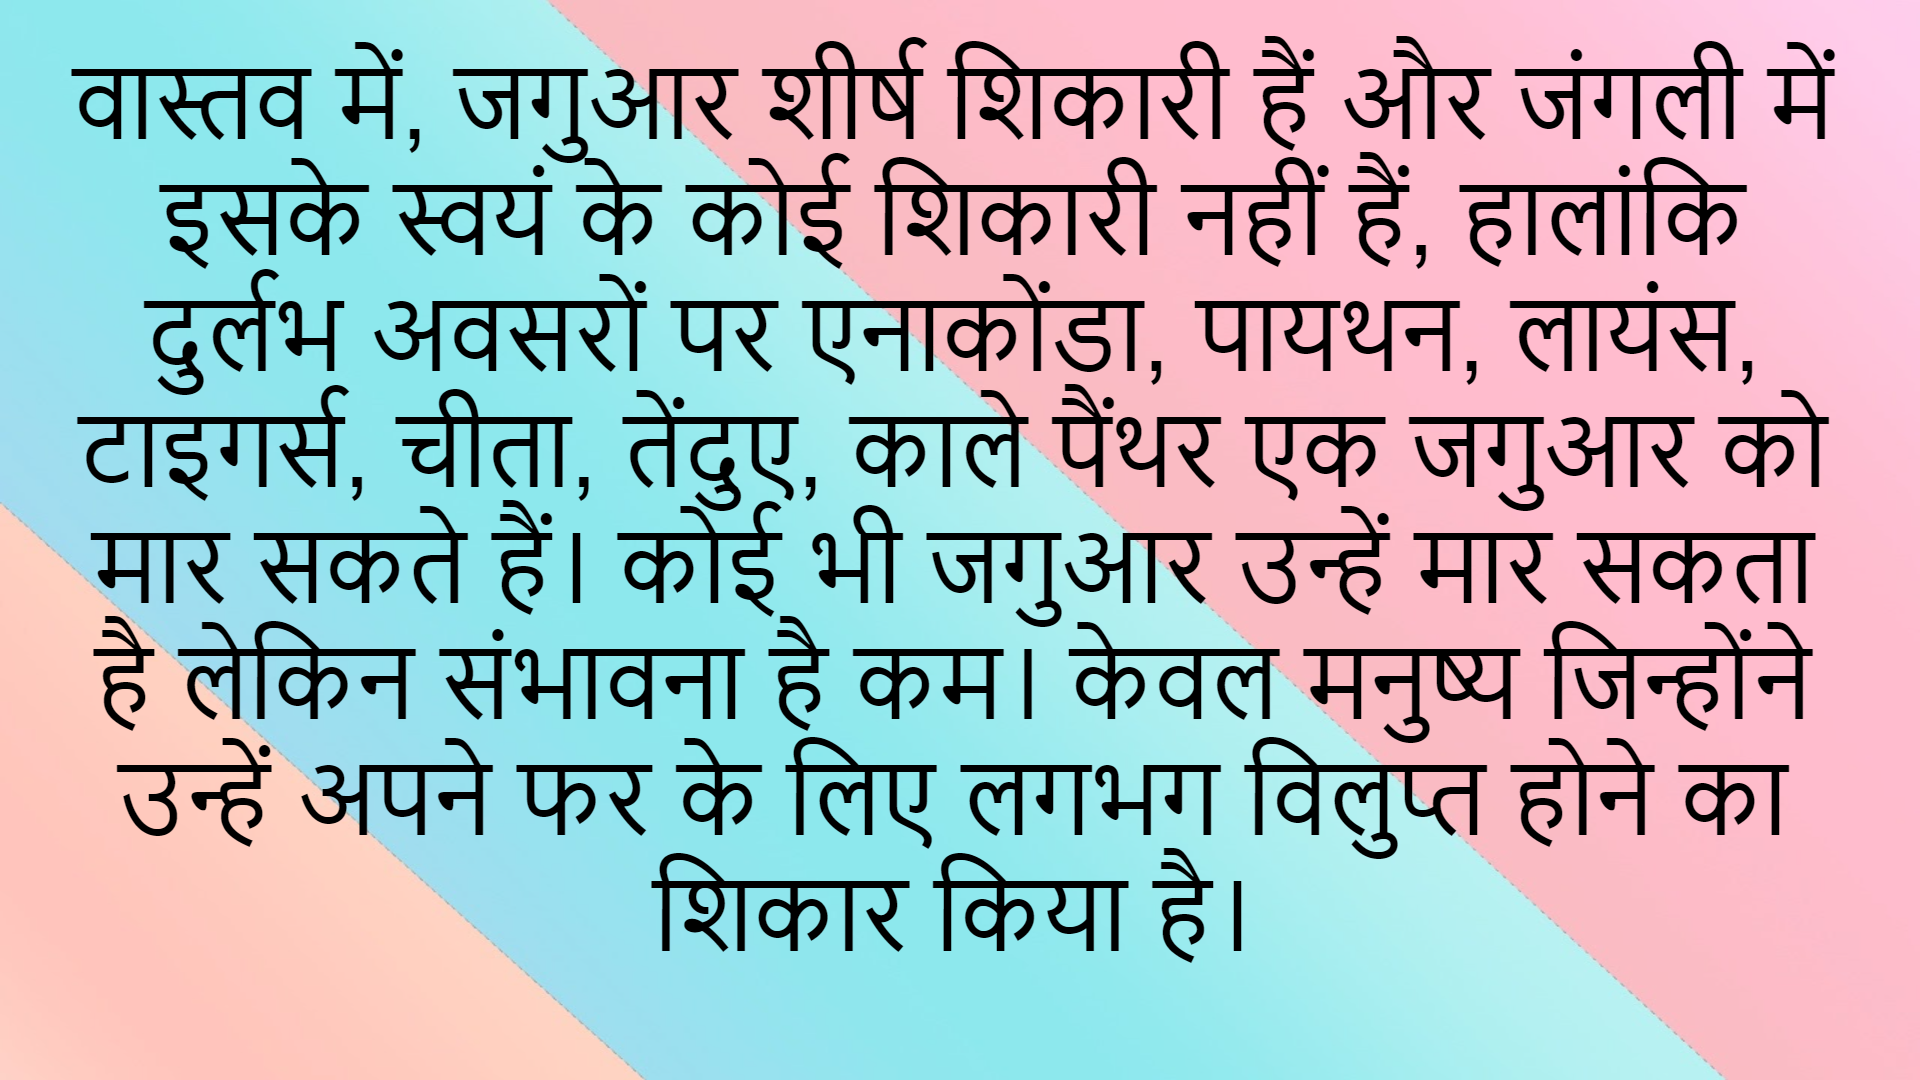 वास्तव में, जगुआर शीर्ष शिकारी हैं और जंगली में
इसके स्वयं के कोई शिकारी नहीं हैं, हालांकि
दुर्लभ अवसरों पर एनाकोंडा, पायथन, लायंस,
टाइगर्स, चीता, तेंदुए, काले पैंथर एक जगुआर को
मार सकते हैं। कोई भी जगुआर उन्हें मार सकता
है लेकिन संभावना है कम। केवल मनुष्य जिन्होंने
उन्हें अपने फर के लिए लगभग विलुप्त होने का
शिकार किया है।